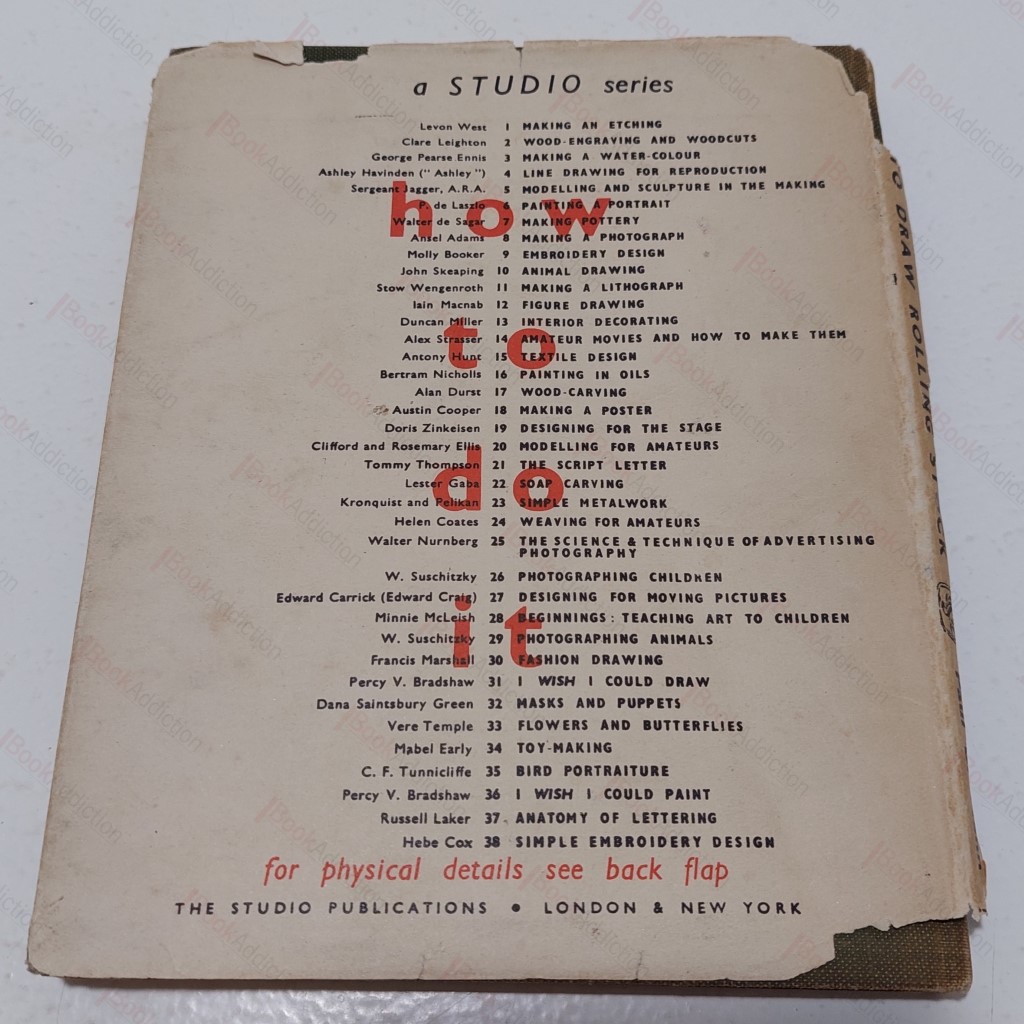 a STUDIO series
Levon West 1 MAKING AN ETCHING
Clare Leighton 2 WOOD-ENGRAVING AND WOODCUTS
George Pearse Ennis 3 MAKING A WATER-COLOUR
Ashley Havinden ("Ashley") 4 LINE DRAWING FOR REPRODUCTION
Sergeant Jagger, A.R.A. 5 MODELLING AND SCULPTURE IN THE MAKING
P. de Laszlo 6 PAINTING A PORTRAIT
Walter de Sagar 7 MAKING POTTERY
Ansel Adams 8 MAKING A PHOTOGRAPH
Molly Booker 9 EMBROIDERY DESIGN
John Skeaping 10 ANIMAL DRAWING
Stow Wengenroth 11 MAKING A LITHOGRAPH
Iain Macnab 12 FIGURE DRAWING
Duncan Miller 13 INTERIOR DECORATING
Alex Strasser 14 AMATEUR MOVIES AND HOW TO MAKE THEM
Antony Hunt 15 TEXTILE DESIGN
Bertram Nicholls 16 PAINTING IN OILS
Alan Durst 17 WOOD-CARVING
Austin Cooper 18 MAKING A POSTER
Doris Zinkeisen 19 DESIGNING FOR THE STAGE
Clifford and Rosemary Ellis 20 MODELLING FOR AMATEURS
Tommy Thompson 21 THE SCRIPT LETTER
Lester Gaba 22 SOAP CARVING
Kronquist and Pelikan 23 SIMPLE METALWORK
Helen Coates 24 WEAVING FOR AMATEURS
Walter Nurnberg 25 THE SCIENCE & TECHNIQUE OF ADVERTISING
PHOTOGRAPHY
W. Suschitzky 26 PHOTOGRAPHING CHILDREN
Edward Carrick (Edward Craig) 27 DESIGNING FOR MOVING PICTURES
Minnie McLeish 28 BEGINNINGS: TEACHING ART TO CHILDREN
W. Suschitzky 29 PHOTOGRAPHING ANIMALS
Francis Marshall 30 FASHION DRAWING
Percy V. Bradshaw 31 I WISH I COULD DRAW
Dana Saintsbury Green 32 MASKS AND PUPPETS
Vere Temple 33 FLOWERS AND BUTTERFLIES
Mabel Early 34 TOY-MAKING
C. F. Tunnicliffe 35 BIRD PORTRAITURE
Percy V. Bradshaw 36 I WISH I COULD PAINT
Russell Laker 37 ANATOMY OF LETTERING
Hebe Cox 38 SIMPLE EMBROIDERY DESIGN
how
to
do
it
for physical details see back flap
THE STUDIO PUBLICATIONS • LONDON & NEW YORK
TO DRAW ROLLING
BookAddiction